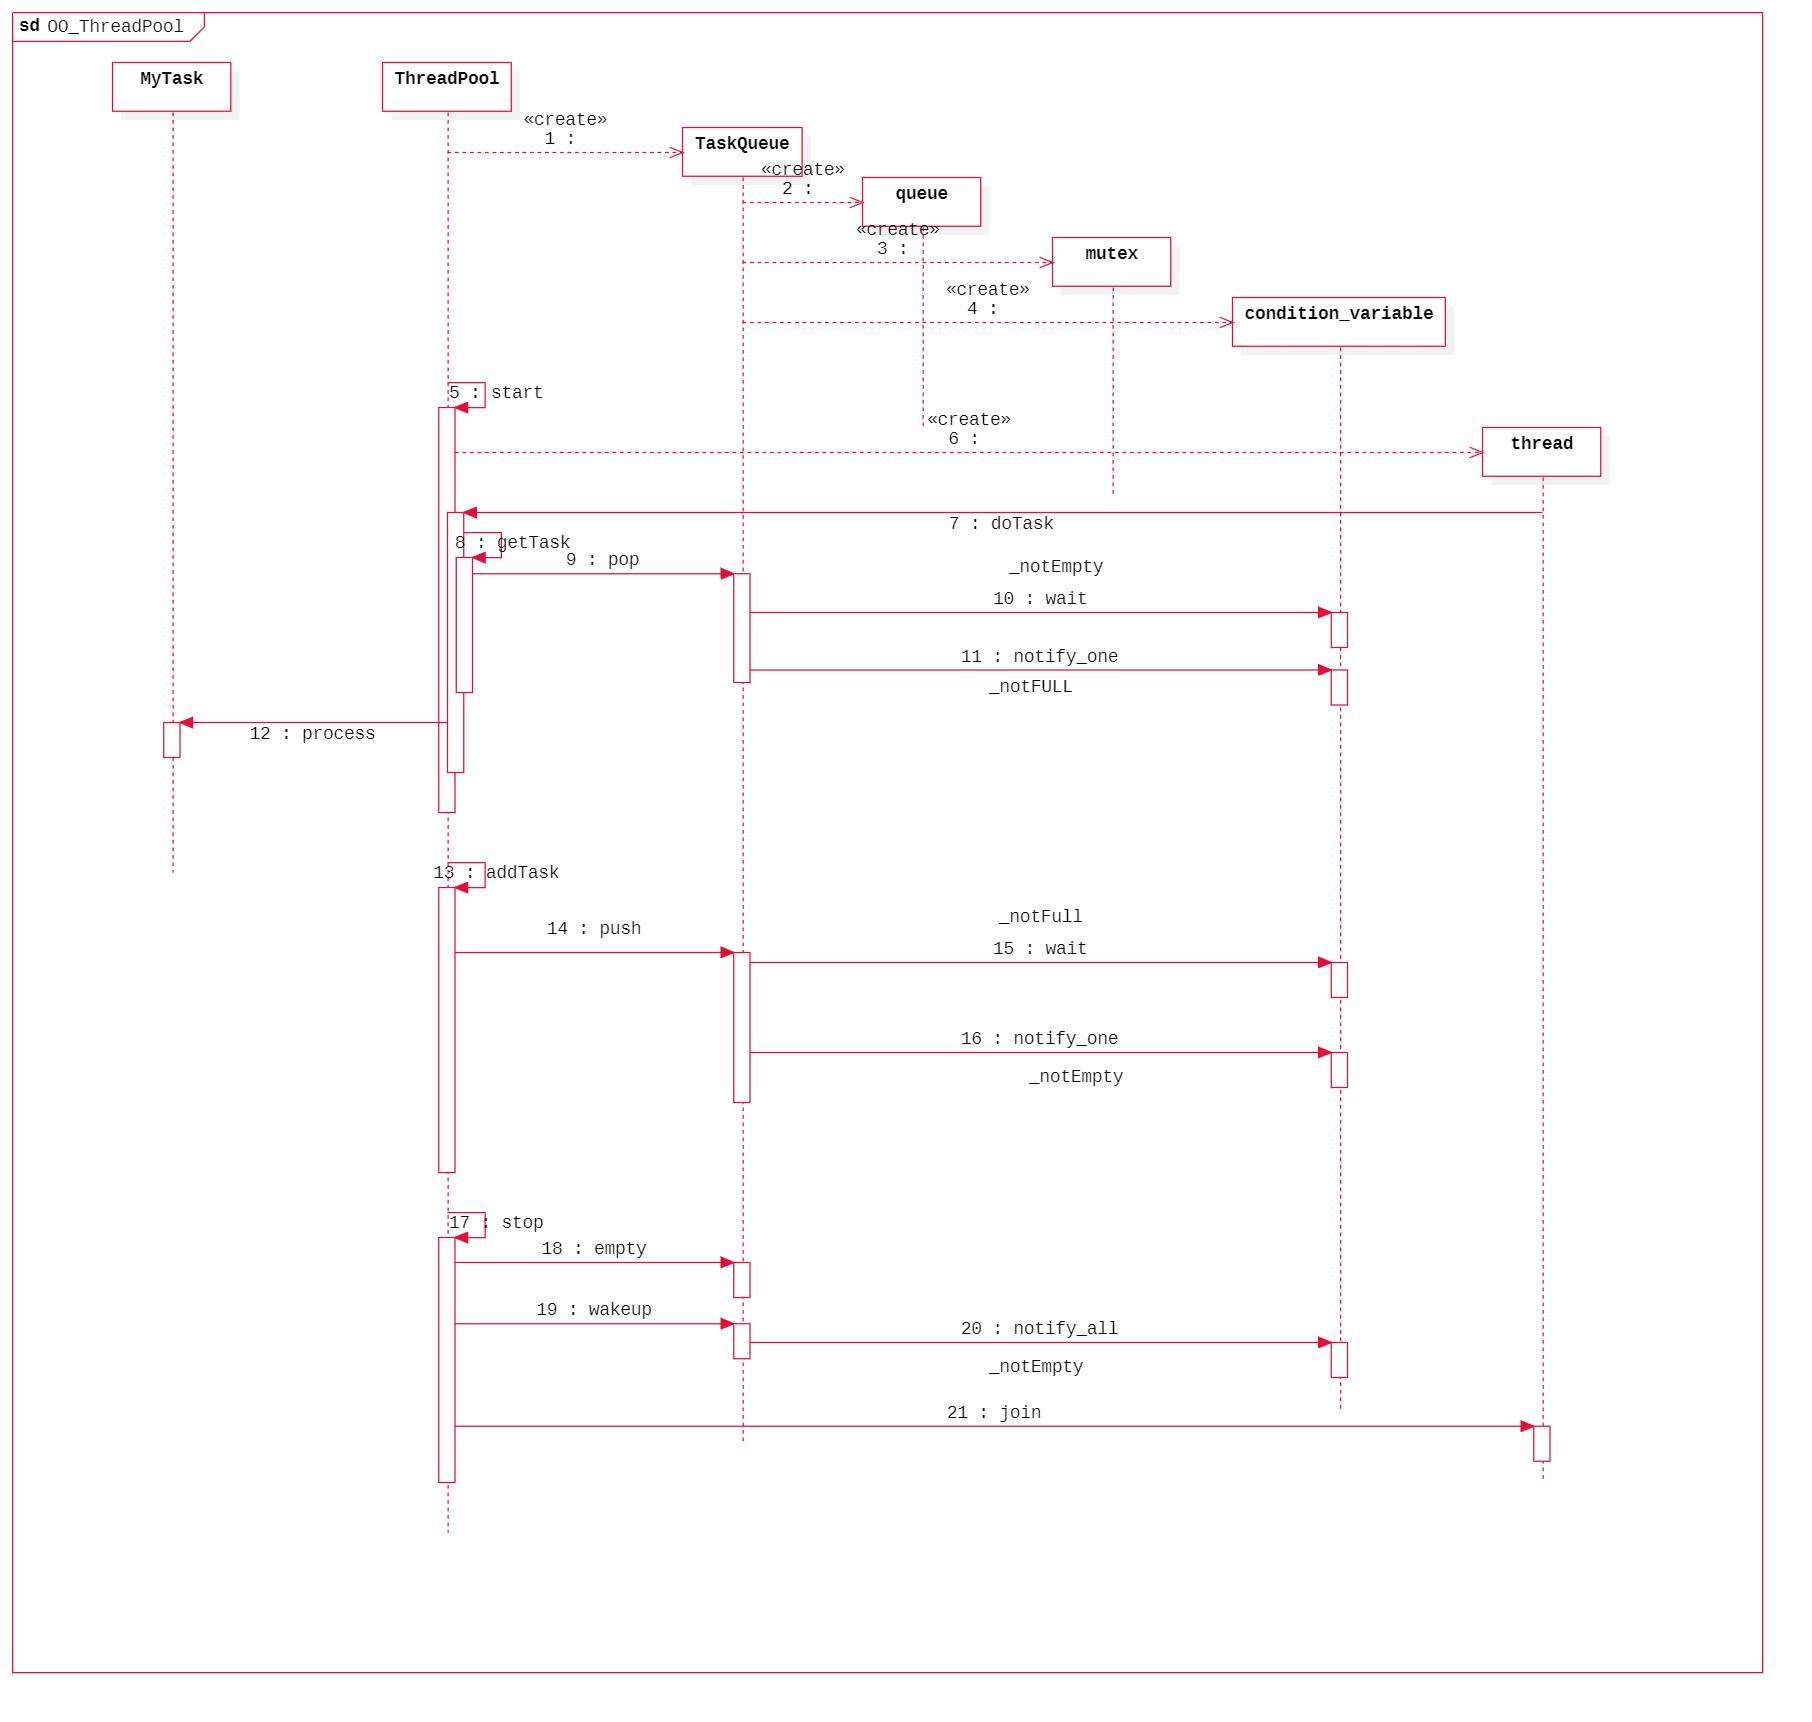 sd OO_ThreadPool
MyTask
ThreadPool
«create»
1 :
TaskQueue
«create»
2 :
queue
«create»
3 :
mutex
«create»
4 :
condition_variable
5 : start
«create»
6 :
thread
7 : doTask
8 : getTask
9 : pop
_notEmpty
10 : wait
11 : notify_one
_notFULL
12 : process
13 : addTask
_notFull
14 : push
15 : wait
16 : notify_one
_notEmpty
17 : stop
18 : empty
19 : wakeup
20 : notify_all
_notEmpty
21 : join